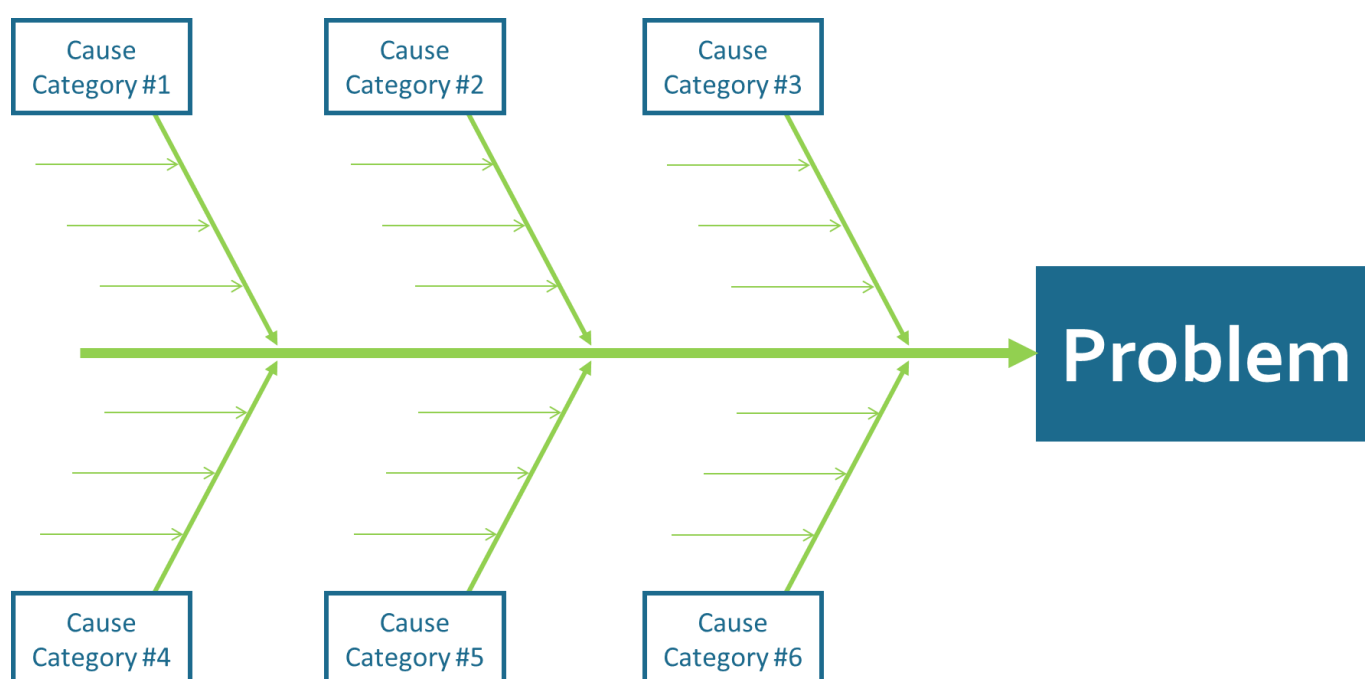 Cause
Category #1
Cause
Category #2
Cause
Category #3
Problem
Cause
Category #4
Cause
Category #5
Cause
Category #6